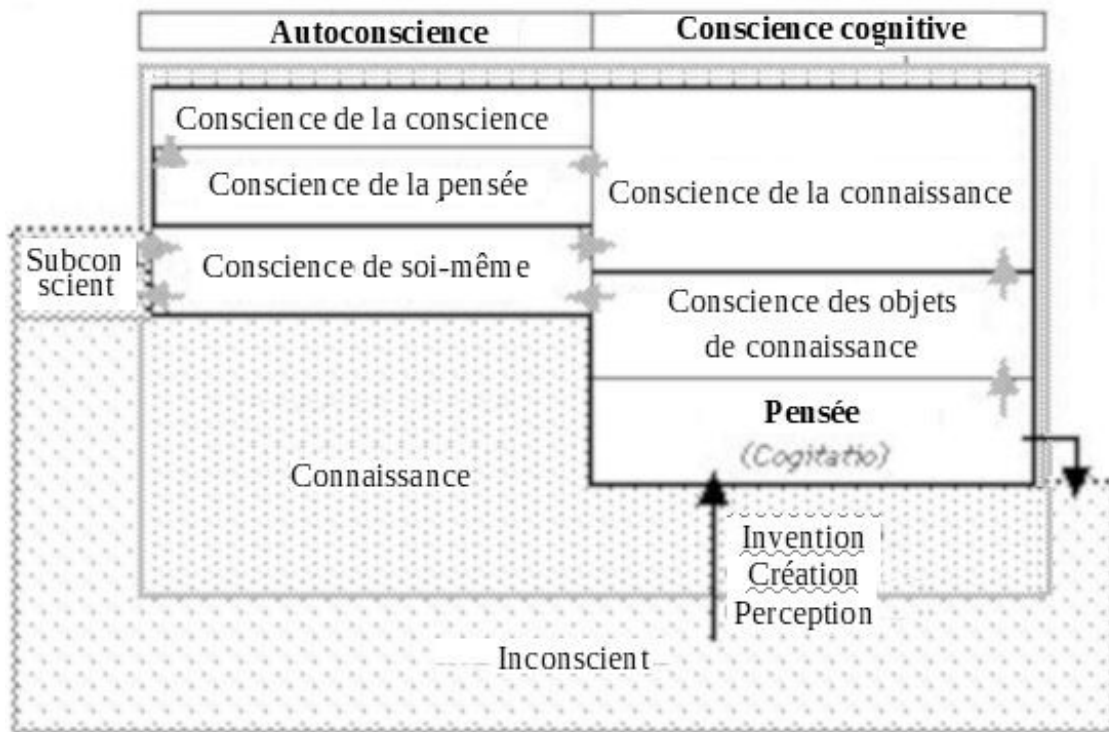 Autoconscience
Conscience cognitive
Conscience de la conscience
Conscience de la pensée
Conscience de la connaissance
Subcon
scient
Conscience de soi-même
Conscience des objets
de connaissance
Pensée
(Cogitatio)
Connaissance
Invention
Création
Perception
Inconscient